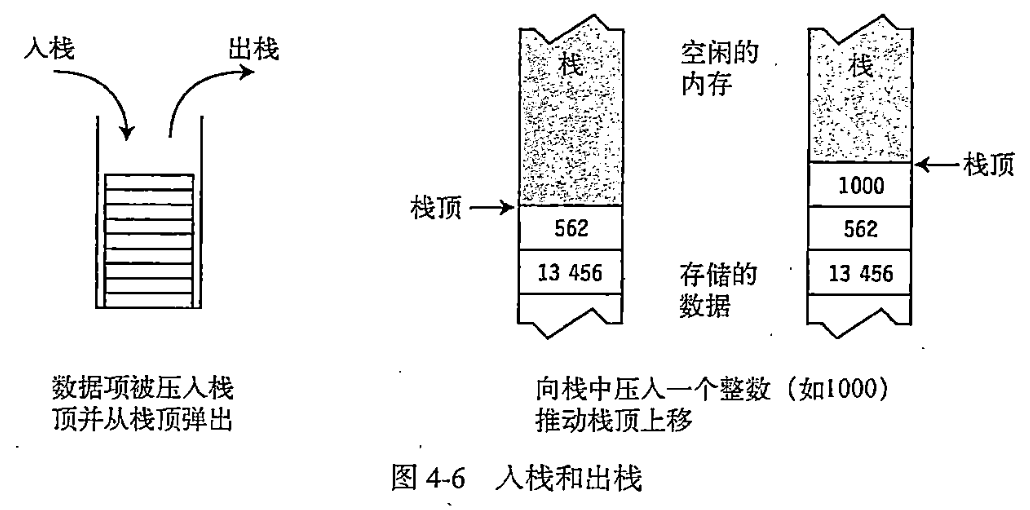 入栈
出栈
数据项被压入栈
顶并从栈顶弹出
栈
栈顶
562
13 456
空闲的
内存
存储的
数据
栈
栈顶
1000
562
13 456
向栈中压入一个整数（如1000）
推动栈顶上移
图 4-6 入栈和出栈